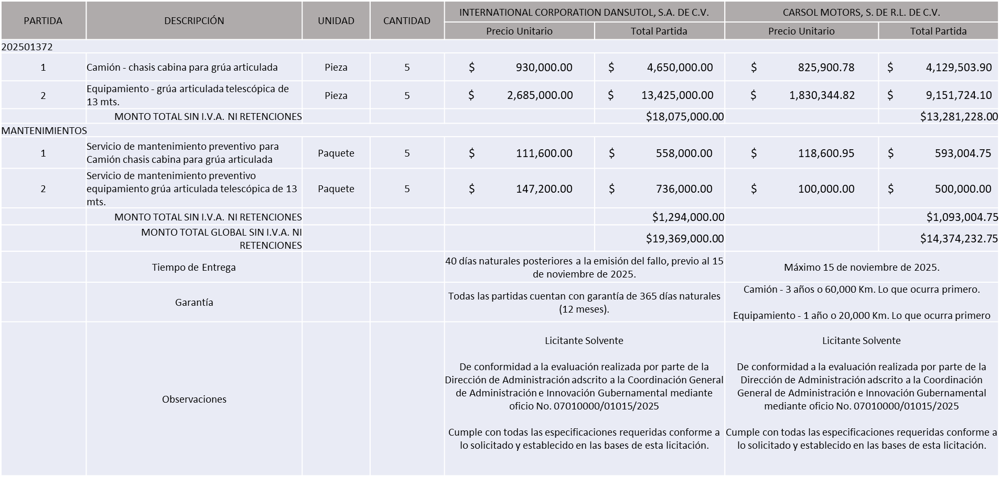 PARTIDA DESCRIPCIÓN UNIDAD CANTIDAD INTERNATIONAL CORPORATION DANSUTOL, S.A. DE C.V. CARSOL MOTORS, S. DE R.L. DE C.V.
Precio Unitario Total Partida Precio Unitario Total Partida
202501372
1 Camión - chasis cabina para grúa articulada Pieza 5 $ 930,000.00 $ 4,650,000.00 $ 825,900.78 $ 4,129,503.90
2 Equipamiento - grúa articulada telescópica de
13 mts. Pieza 5 $ 2,685,000.00 $ 13,425,000.00 $ 1,830,344.82 $ 9,151,724.10
MONTO TOTAL SIN I.V.A. NI RETENCIONES $18,075,000.00 $13,281,228.00
MANTENIMIENTOS
1 Servicio de mantenimiento preventivo para
Camión chasis cabina para grúa articulada Paquete 5 $ 111,600.00 $ 558,000.00 $ 118,600.95 $ 593,004.75
2 Servicio de mantenimiento preventivo
equipamiento grúa articulada telescópica de 13
mts. Paquete 5 $ 147,200.00 $ 736,000.00 $ 100,000.00 $ 500,000.00
MONTO TOTAL SIN I.V.A. NI RETENCIONES $1,294,000.00 $1,093,004.75
MONTO TOTAL GLOBAL SIN I.V.A. NI
RETENCIONES $19,369,000.00 $14,374,232.75
Tiempo de Entrega
40 días naturales posteriores a la emisión del fallo, previo al 15
de noviembre de 2025.
Máximo 15 de noviembre de 2025.
Garantía
Todas las partidas cuentan con garantía de 365 días naturales
(12 meses).
Camión - 3 años o 60,000 Km. Lo que ocurra primero.
Equipamiento - 1 año o 20,000 Km. Lo que ocurra primero
Observaciones
Licitante Solvente
De conformidad a la evaluación realizada por parte de la
Dirección de Administración adscrito a la Coordinación General
de Administración e Innovación Gubernamental mediante
oficio No. 07010000/01015/2025
Cumple con todas las especificaciones requeridas conforme a
lo solicitado y establecido en las bases de esta licitación.
Licitante Solvente
De conformidad a la evaluación realizada por parte de la
Dirección de Administración adscrito a la Coordinación
General de Administración e Innovación Gubernamental
mediante oficio No. 07010000/01015/2025
Cumple con todas las especificaciones requeridas conforme a
lo solicitado y establecido en las bases de esta licitación.